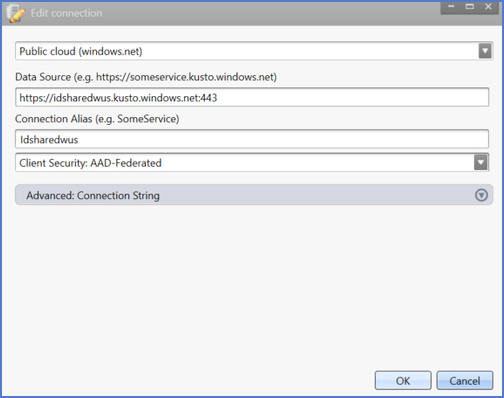 Edit connection
Public cloud (windows.net)
Data Source (e.g. https://someservice.kusto.windows.net)
https://idsharedwus.kusto.windows.net:443
Connection Alias (e.g. SomeService)
Idsharedwus
Client Security: AAD-Federated
Advanced: Connection String
OK Cancel